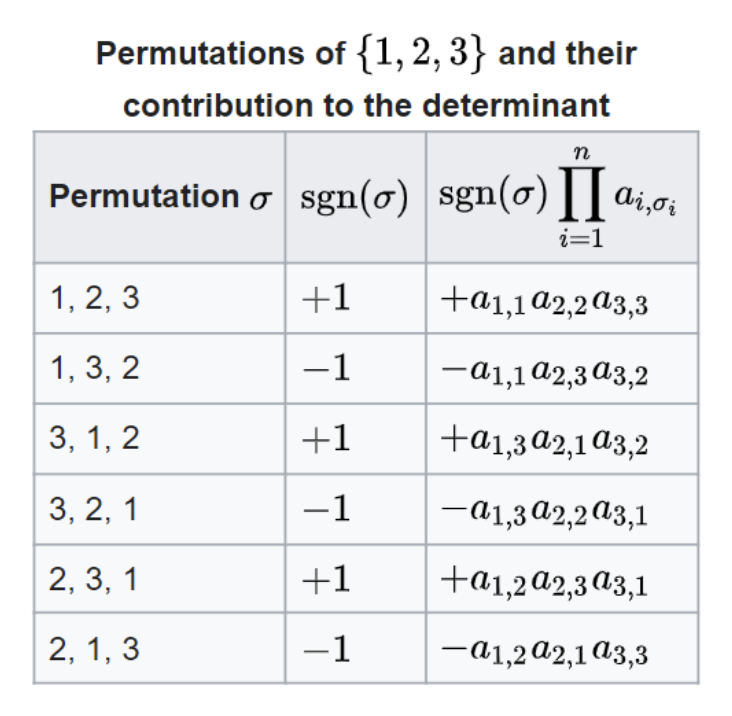 Permutations of {1, 2, 3} and their
contribution to the determinant
Permutation σ sgn(σ) sgn(σ) ∏_{i=1}^{n} a_{i,σ_i}
1, 2, 3 +1 +a_{1,1}a_{2,2}a_{3,3}
1, 3, 2 −1 −a_{1,1}a_{2,3}a_{3,2}
3, 1, 2 +1 +a_{1,3}a_{2,1}a_{3,2}
3, 2, 1 −1 −a_{1,3}a_{2,2}a_{3,1}
2, 3, 1 +1 +a_{1,2}a_{2,3}a_{3,1}
2, 1, 3 −1 −a_{1,2}a_{2,1}a_{3,3}